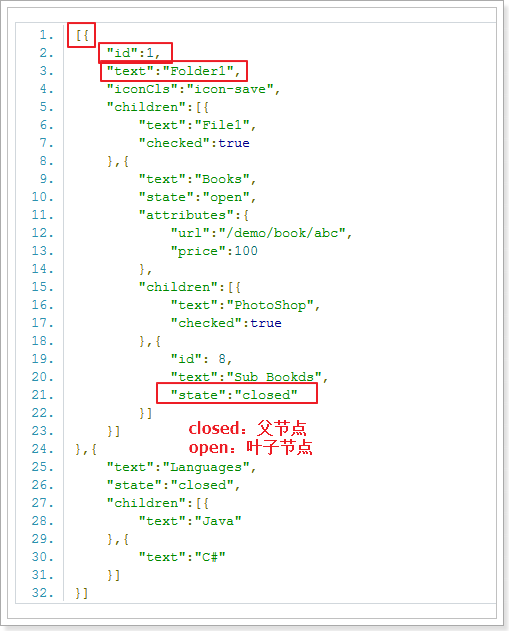 1. [{
2. "id":1,
3. "text":"Folder1",
4. "iconCls":"icon-save",
5. "children":[{
6. "text":"File1",
7. "checked":true
8. },{
9. "text":"Books",
10. "state":"open",
11. "attributes":{
12. "url":"/demo/book/abc",
13. "price":100
14. },
15. "children":[{
16. "text":"PhotoShop",
17. "checked":true
18. },{
19. "id": 8,
20. "text":"Sub Bookds",
21. "state":"closed"
22. }]
23. }]
closed：父节点
open：叶子节点
24. },{
25. "text":"Languages",
26. "state":"closed",
27. "children":[{
28. "text":"Java"
29. },{
30. "text":"C#"
31. }]
32. }]